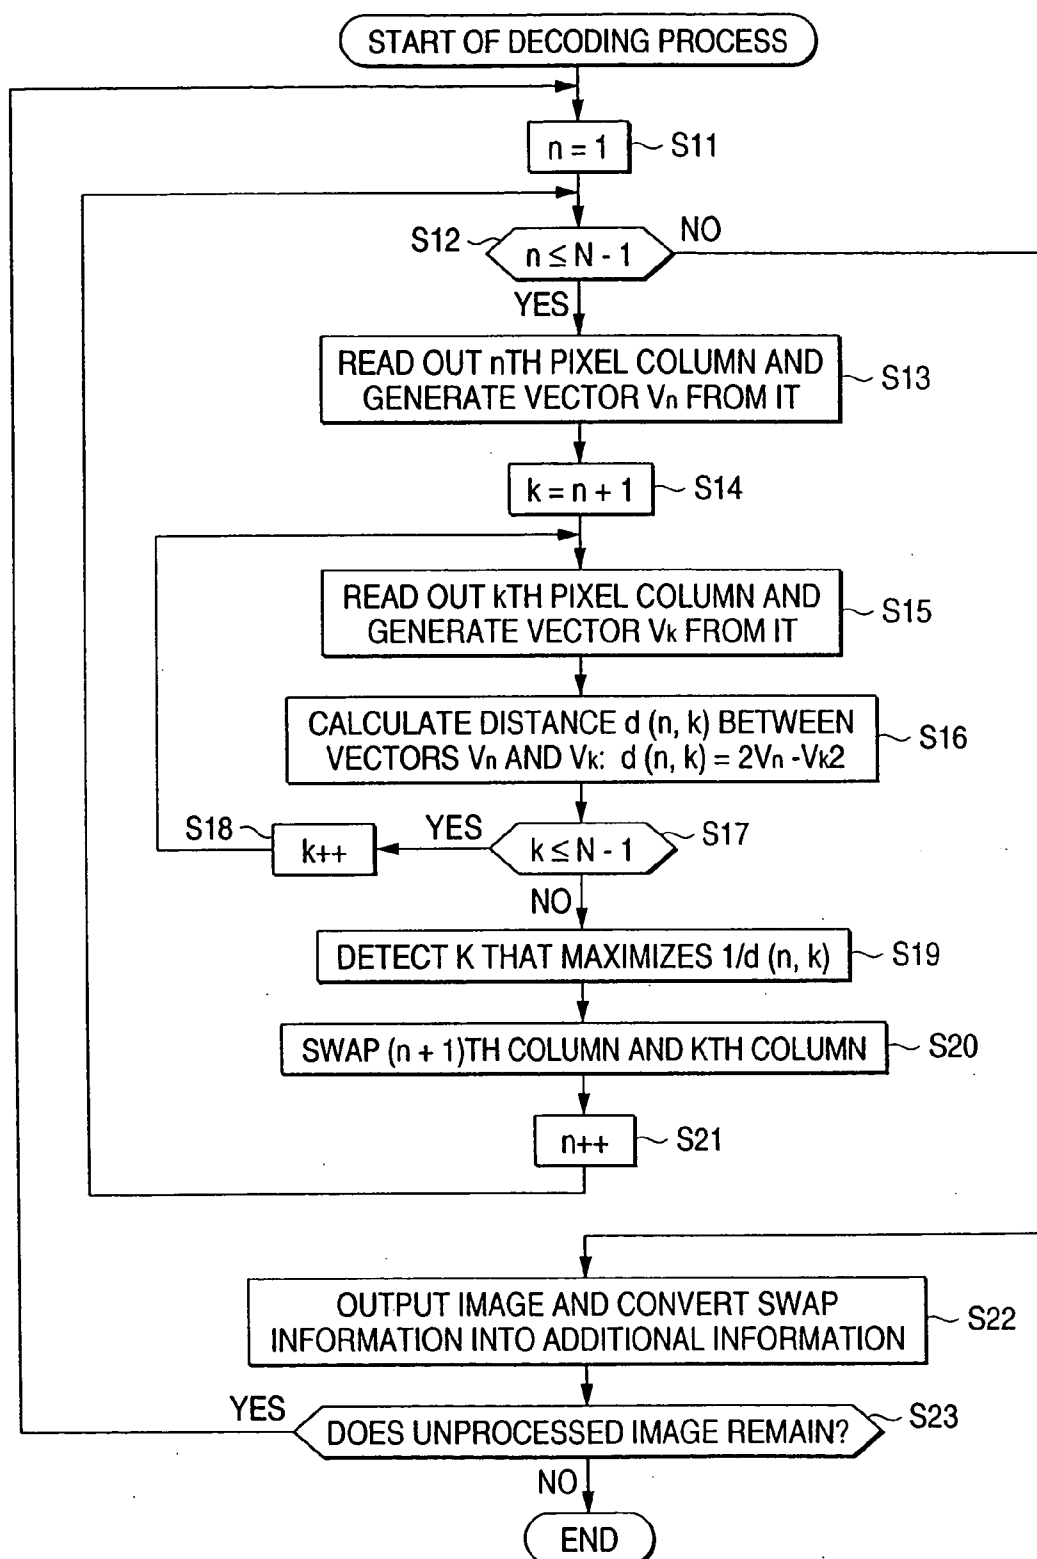 START OF DECODING PROCESS
n = 1
S11
S12
n ≤ N - 1
NO
YES
READ OUT nTH PIXEL COLUMN AND
GENERATE VECTOR Vn FROM IT
S13
k = n + 1
S14
READ OUT kTH PIXEL COLUMN AND
GENERATE VECTOR Vk FROM IT
S15
CALCULATE DISTANCE d (n, k) BETWEEN
VECTORS Vn AND Vk: d (n, k) = 2Vn -Vk2
S16
S18
k++
YES
k ≤ N - 1
S17
NO
DETECT K THAT MAXIMIZES 1/d (n, k)
S19
SWAP (n + 1)TH COLUMN AND KTH COLUMN
S20
n++
S21
OUTPUT IMAGE AND CONVERT SWAP
INFORMATION INTO ADDITIONAL INFORMATION
S22
YES
DOES UNPROCESSED IMAGE REMAIN?
S23
NO
END